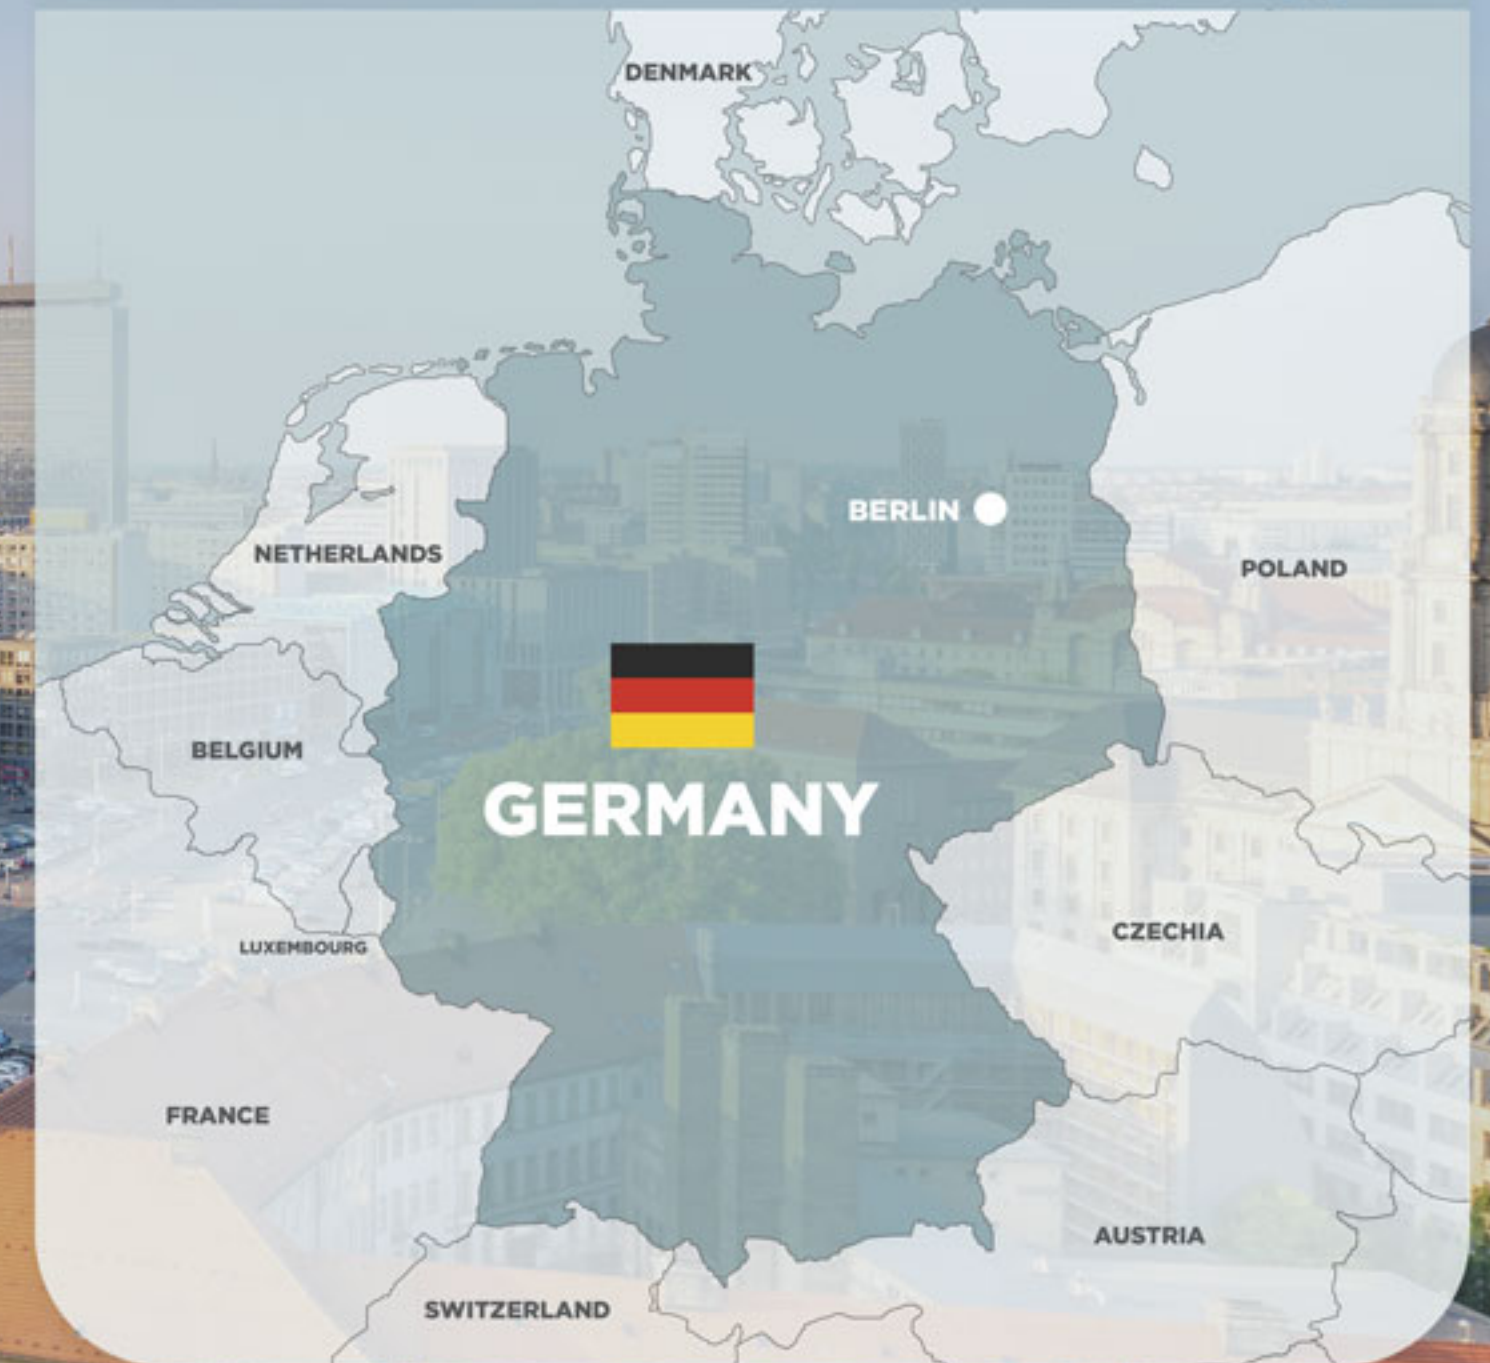 DENMARK
BERLIN
NETHERLANDS
POLAND
BELGIUM
GERMANY
CZECHIA
LUXEMBOURG
FRANCE
AUSTRIA
SWITZERLAND